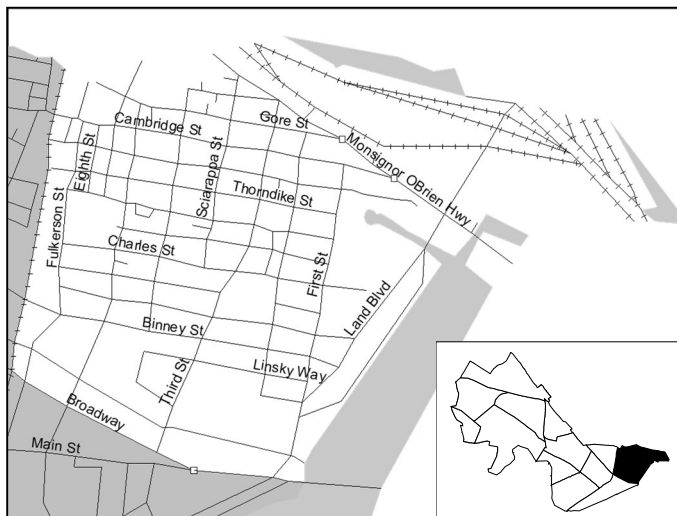 Cambridge St
Gore St
Monsignor OBrien Hwy
Eighth St
Sciarappa St
Thorndike St
Fulkerson St
Charles St
First St
Land Blvd
Binney St
Linsky Way
Third St
Broadway
Main St